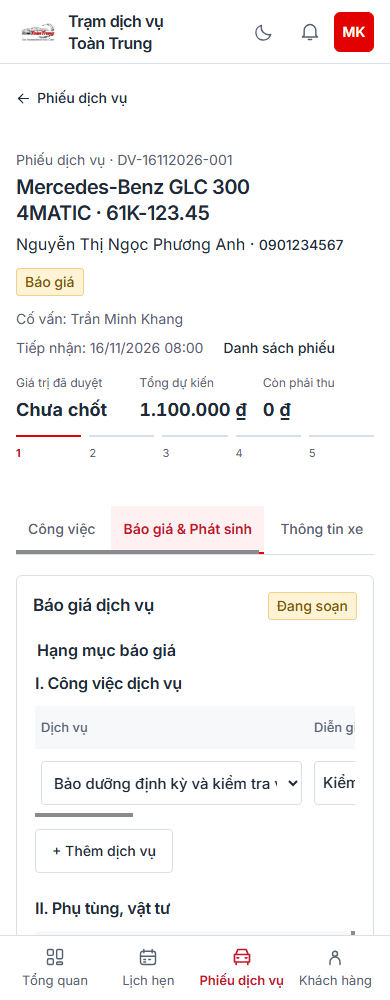 Toàn Trung
Trạm dịch vụ
Toàn Trung
MK
← Phiếu dịch vụ
Phiếu dịch vụ · DV-16112026-001
Mercedes-Benz GLC 300
4MATIC · 61K-123.45
Nguyễn Thị Ngọc Phương Anh · 0901234567
Báo giá
Cố vấn: Trần Minh Khang
Tiếp nhận: 16/11/2026 08:00 Danh sách phiếu
Giá trị đã duyệt Tổng dự kiến Còn phải thu
Chưa chốt 1.100.000 ₫ 0 ₫
1 2 3 4 5
Công việc Báo giá & Phát sinh Thông tin xe
Báo giá dịch vụ Đang soạn
Hạng mục báo giá
I. Công việc dịch vụ
Dịch vụ Diễn gi
Bảo dưỡng định kỳ và kiểm tra Kiểm
+ Thêm dịch vụ
II. Phụ tùng, vật tư
Tổng quan Lịch hẹn Phiếu dịch vụ Khách hàng